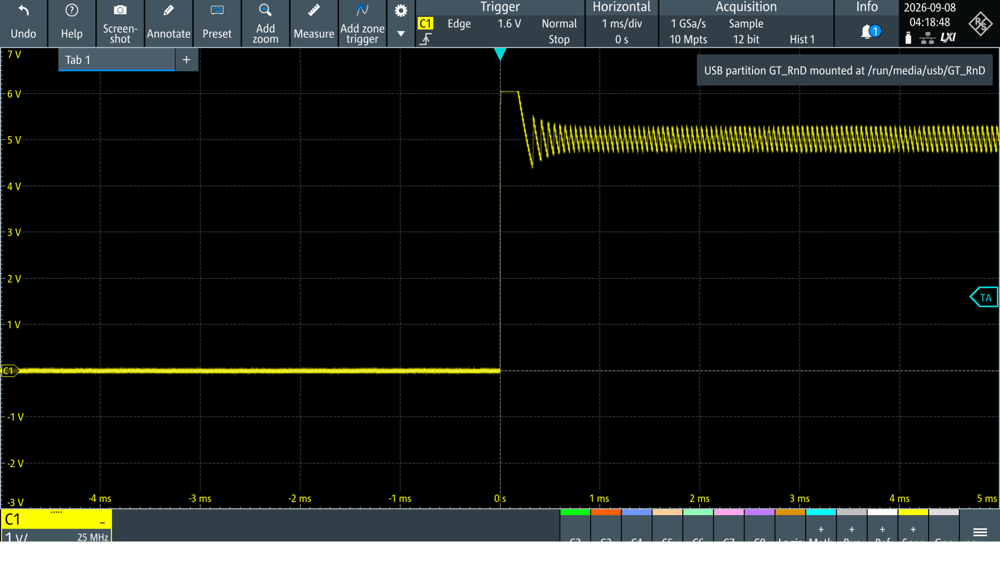 Undo
Help
Screen-
shot
Annotate
Preset
Add
zoom
Measure
Add zone
trigger
Trigger
C1 Edge 1.6 V Normal
Stop
Horizontal
1 ms/div
0 s
Acquisition
1 GSa/s Sample
10 Mpts 12 bit Hist 1
Info
1
2026-09-08
04:18:48
LXI
R S
Tab 1 +
USB partition GT_RnD mounted at /run/media/usb/GT_RnD
7 V
6 V
5 V
4 V
3 V
2 V
TA
1 V
C1
-1 V
-2 V
-3 V
-4 ms -3 ms -2 ms -1 ms 0 s 1 ms 2 ms 3 ms 4 ms 5 ms
C1
1 V/ 25 MHz